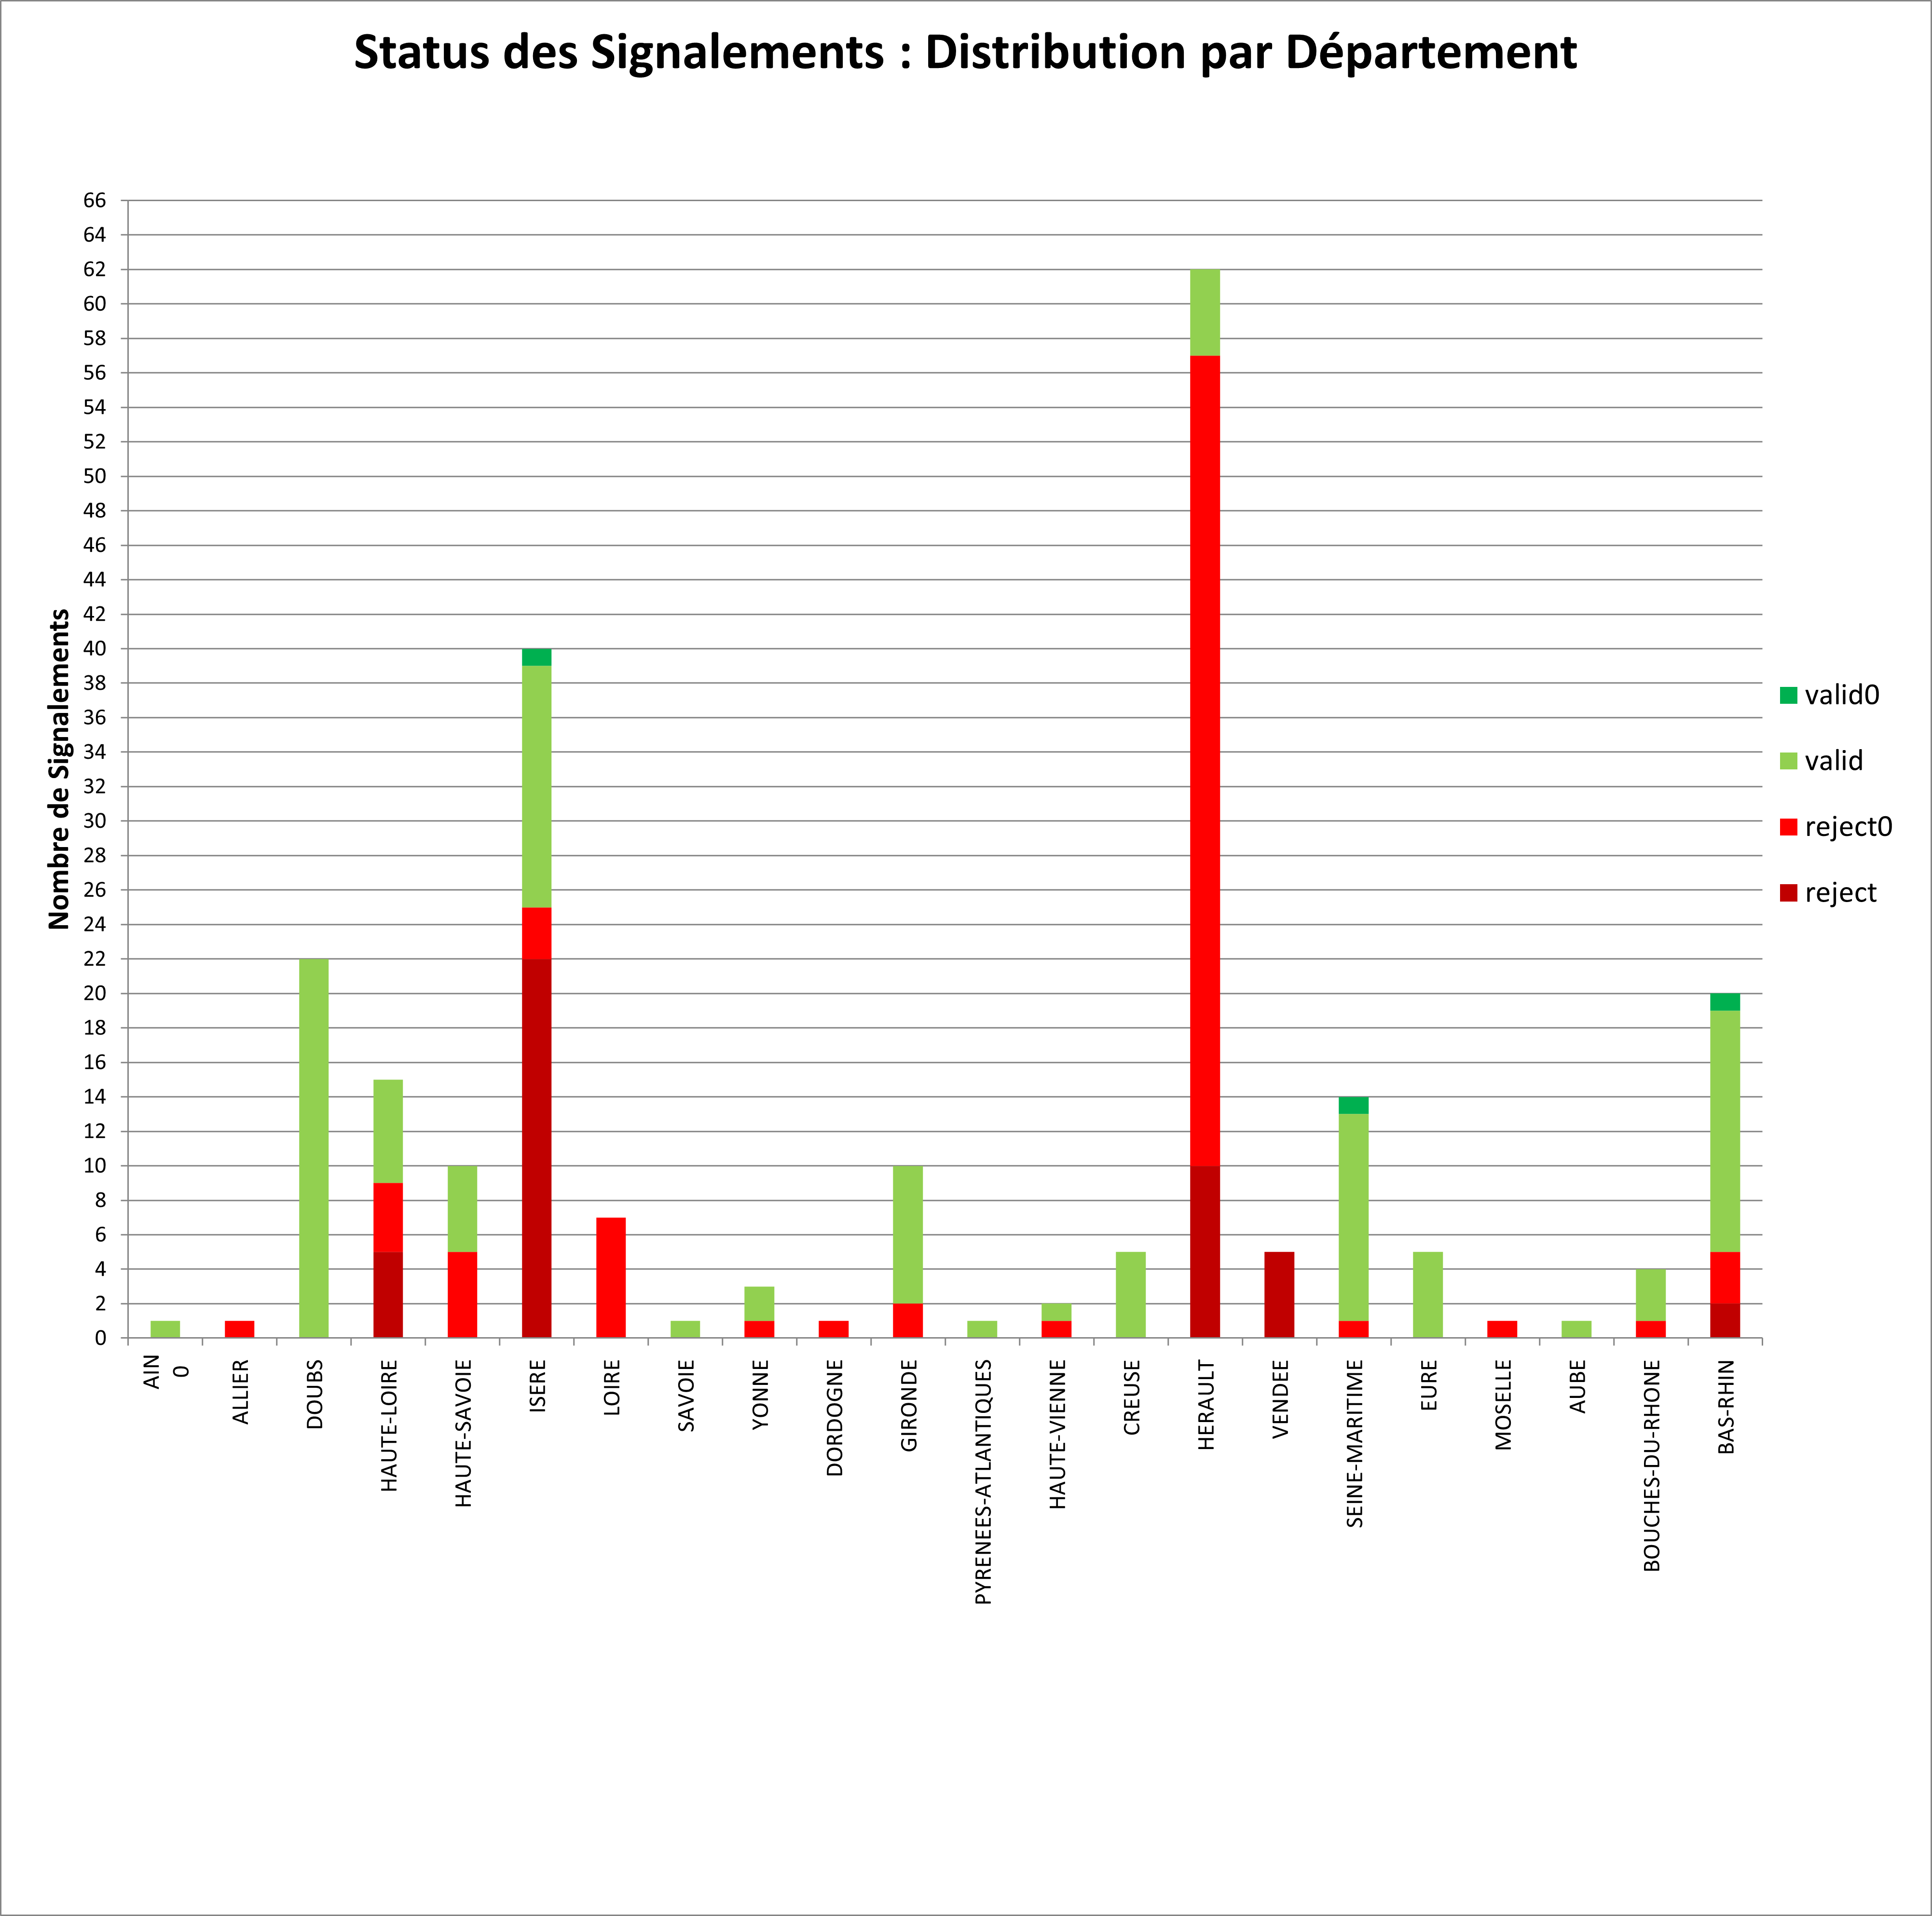 Status des Signalements : Distribution par Département
66
64
62
60
58
56
54
52
50
48
46
44
42
40
38
36
34
32
30
28
26
24
22
20
18
16
14
12
10
8
6
4
2
0
Nombre de Signalements
valid0
valid
reject0
reject
AIN
0
ALLIER
DOUBS
HAUTE-LOIRE
HAUTE-SAVOIE
ISERE
LOIRE
SAVOIE
YONNE
DORDOGNE
GIRONDE
PYRENEES-ATLANTIQUES
HAUTE-VIENNE
CREUSE
HERAULT
VENDEE
SEINE-MARITIME
EURE
MOSELLE
AUBE
BOUCHES-DU-RHONE
BAS-RHIN